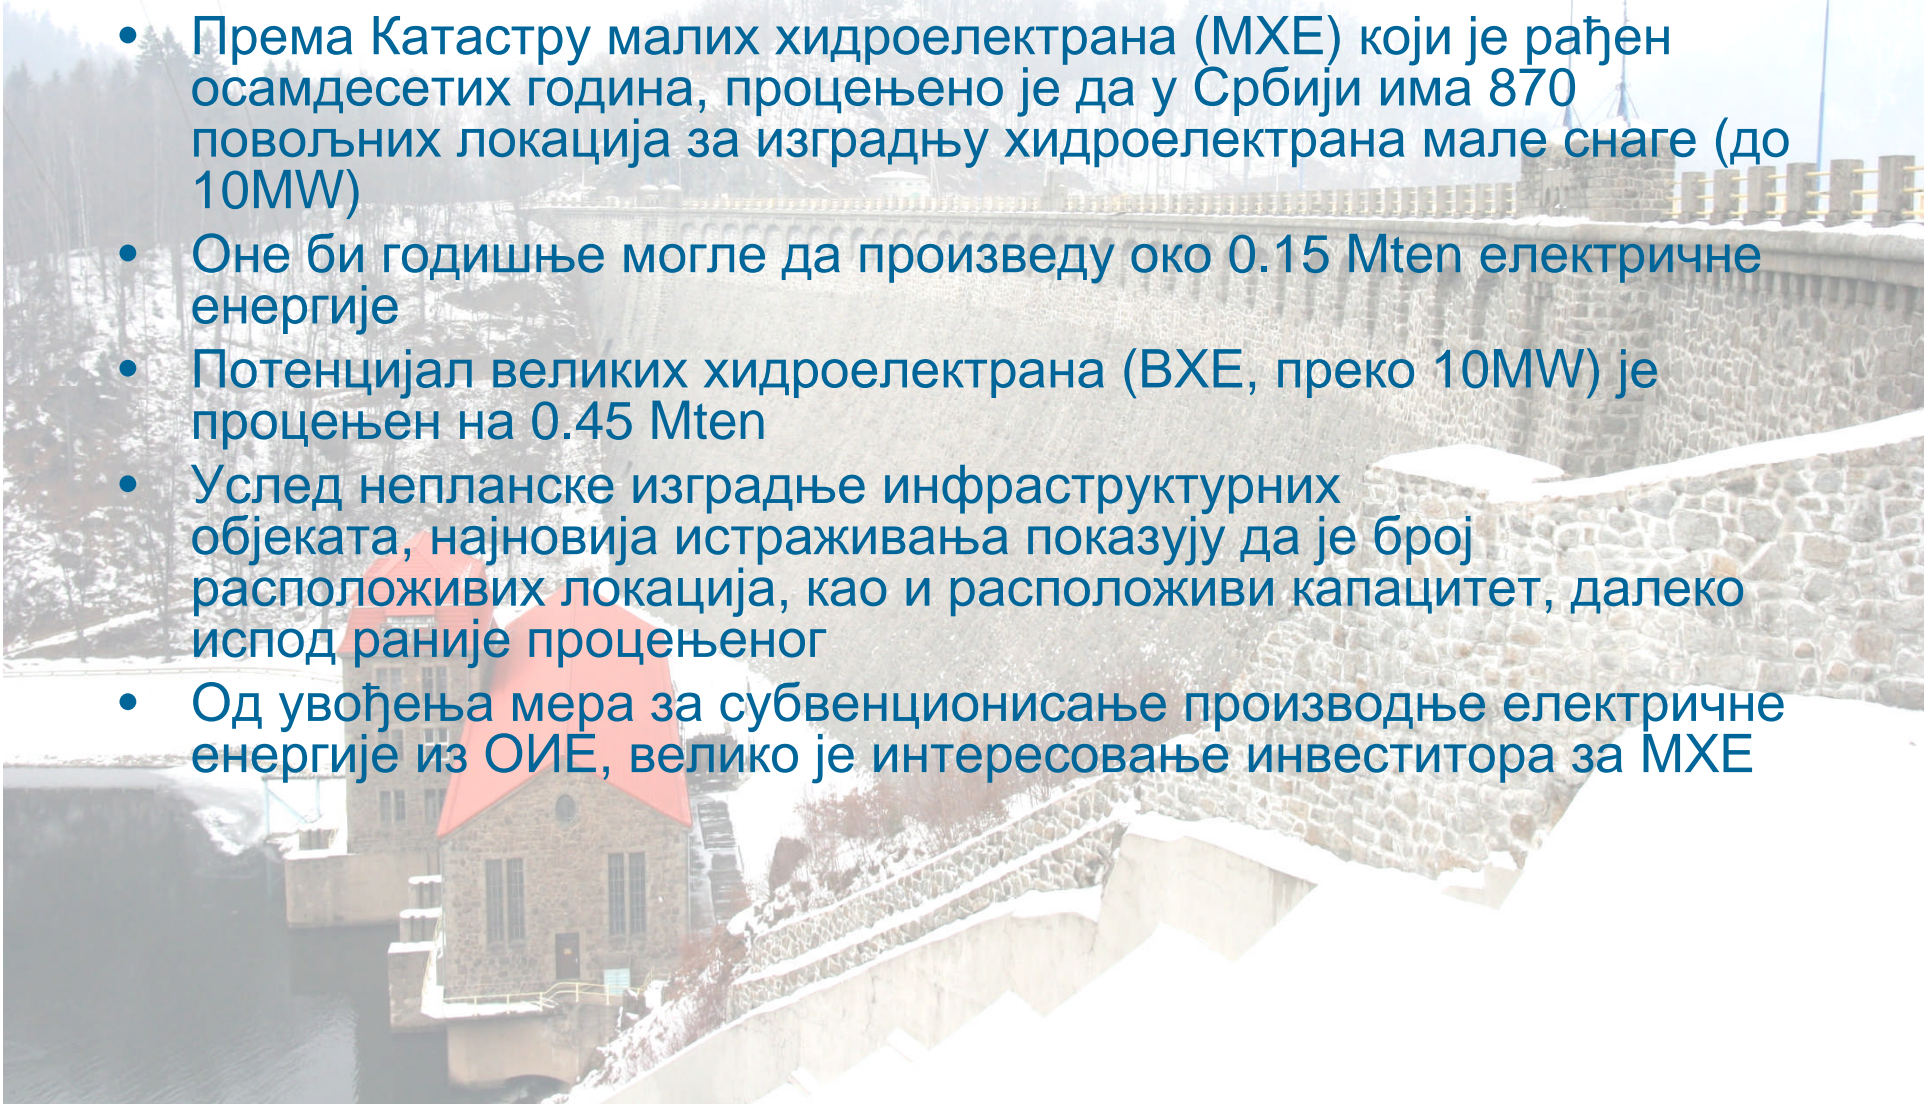 • Према Катастру малих хидроелектрана (МХЕ) који је рађен
осамдесетих година, процењено је да у Србији има 870
повољних локација за изградњу хидроелектрана мале снаге (до
10MW)
• Оне би годишње могле да произведу око 0.15 Mten електричне
енергије
• Потенцијал великих хидроелектрана (ВХЕ, преко 10MW) је
процењен на 0.45 Mten
• Услед непланске изградње инфраструктурних
објеката, најновија истраживања показују да је број
расположивих локација, као и расположиви капацитет, далеко
испод раније процењеног
• Од увођења мера за субвенционисање производње електричне
енергије из ОИЕ, велико је интересовање инвеститора за МХЕ